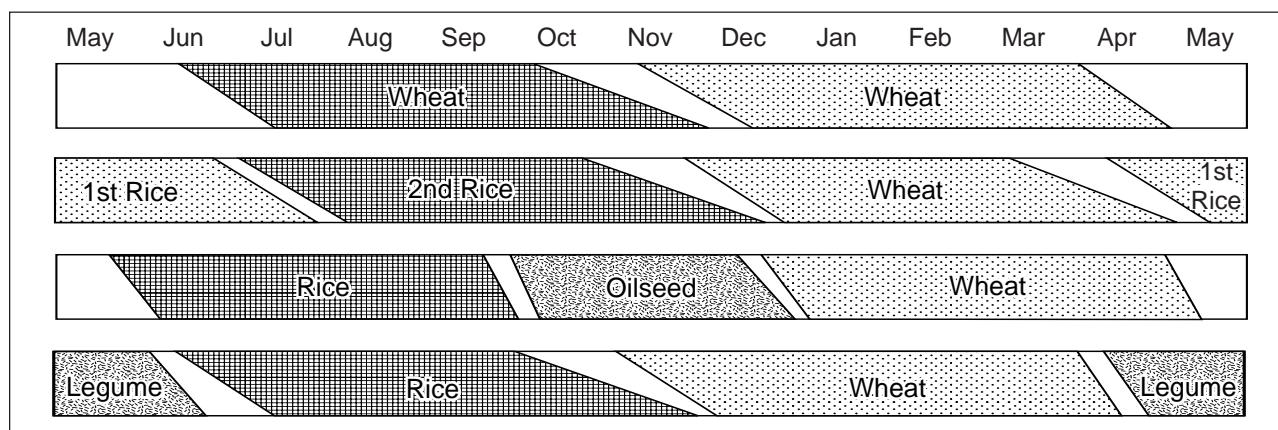 May Jun Jul Aug Sep Oct Nov Dec Jan Feb Mar Apr May
Wheat Wheat
1st Rice 2nd Rice Wheat 1st
Rice
Rice Oilseed Wheat
Legume Rice Wheat Legume